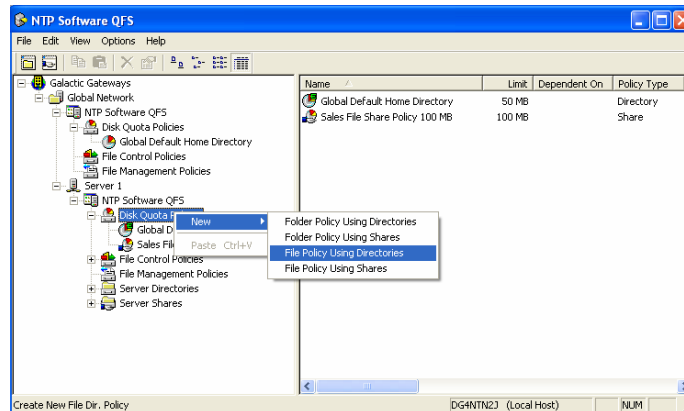 NTP Software QFS
File Edit View Options Help
Galactic Gateways
Global Network
NTP Software QFS
Disk Quota Policies
Global Default Home Directory
File Control Policies
File Management Policies
Server 1
NTP Software QFS
Disk Quota P
Global D
Sales Fil
File Control Policies
File Management Policies
Server Directories
Server Shares
New
Paste Ctrl+V
Folder Policy Using Directories
Folder Policy Using Shares
File Policy Using Directories
File Policy Using Shares
Name Limit Dependent On Policy Type
Global Default Home Directory 50 MB Directory
Sales File Share Policy 100 MB 100 MB Share
Create New File Dir. Policy DG4NTN2J (Local Host) NUM